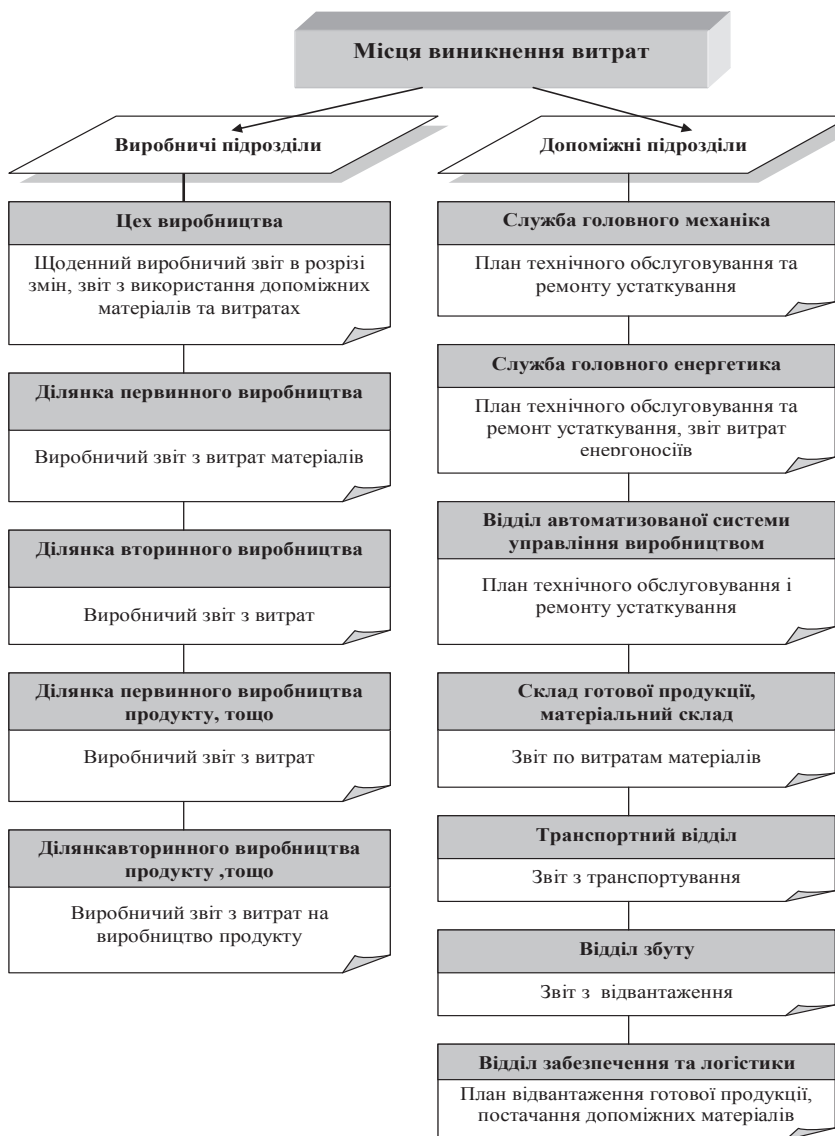 Місця виникнення витрат
Виробничі підрозділи
Цех виробництва
Щоденний виробничий звіт в розрізі
змін, звіт з використання допоміжних
матеріалів та витратах
Ділянка первинного виробництва
Виробничий звіт з витрат матеріалів
Ділянка вторинного виробництва
Виробничий звіт з витрат
Ділянка первинного виробництва
продукту, тощо
Виробничий звіт з витрат
Ділянкавторинного виробництва
продукту ,тощо
Виробничий звіт з витрат на
виробництво продукту
Допоміжні підрозділи
Служба головного механіка
План технічного обслуговування та
ремонту устаткування
Служба головного енергетика
План технічного обслуговування та
ремонт устаткування, звіт витрат
енергоносіїв
Відділ автоматизованої системи
управління виробництвом
План технічного обслуговування і
ремонту устаткування
Склад готової продукції,
матеріальний склад
Звіт по витратам матеріалів
Транспортний відділ
Звіт з транспортування
Відділ збуту
Звіт з відвантаження
Відділ забезпечення та логістики
План відвантаження готової продукції,
постачання допоміжних матеріалів